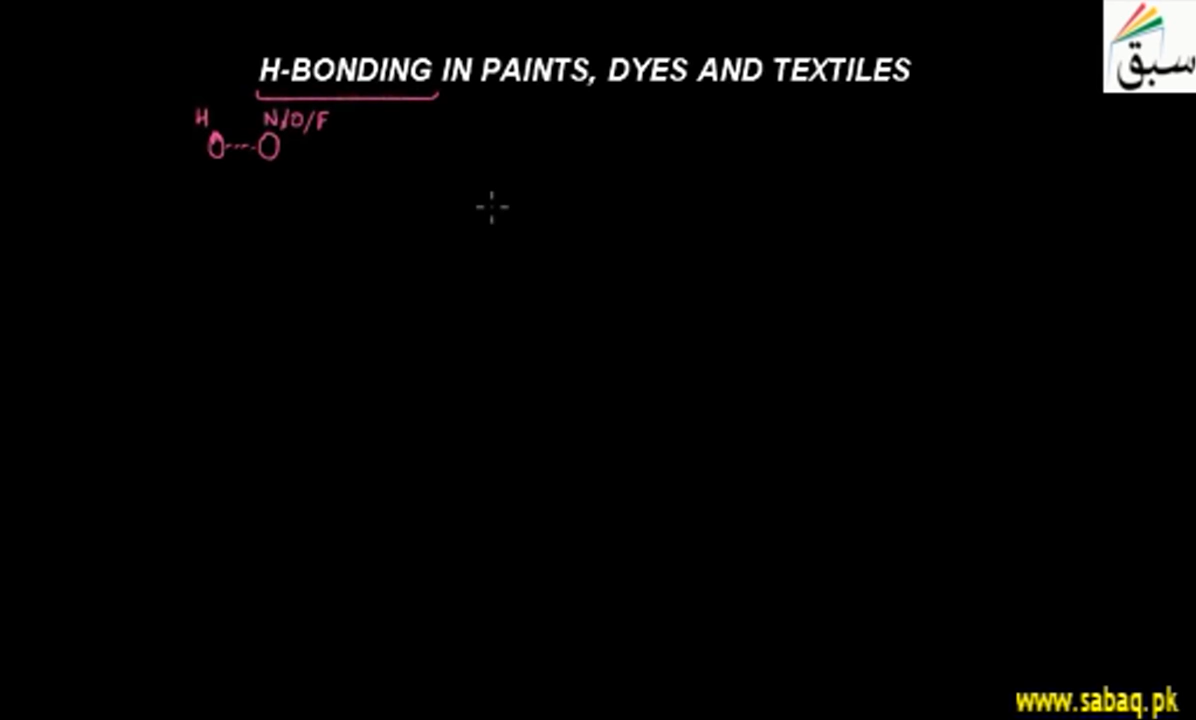 سبق
H-BONDING IN PAINTS, DYES AND TEXTILES
H N/O/F
www.sabaq.pk